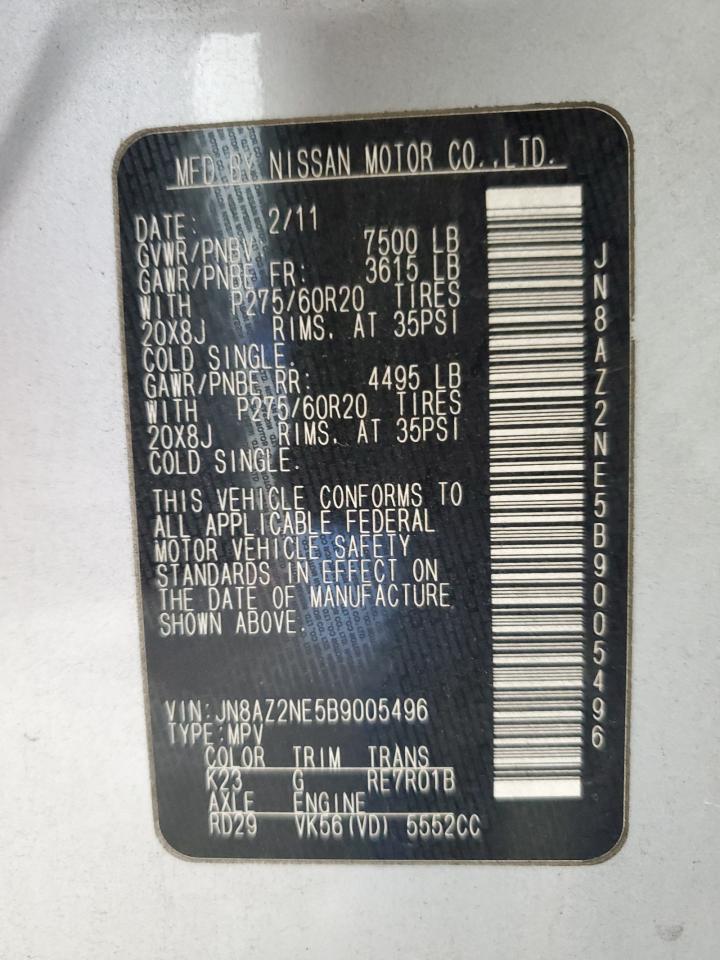 MFD BY NISSAN MOTOR CO.,LTD.
DATE: 2/11
GVWR/PNBV: 7500 LB
GAWR/PNBE FR: 3615 LB
WITH P275/60R20 TIRES
20X8J RIMS, AT 35PSI
COLD SINGLE.
GAWR/PNBE RR: 4495 LB
WITH P275/60R20 TIRES
20X8J RIMS, AT 35PSI
COLD SINGLE.
THIS VEHICLE CONFORMS TO
ALL APPLICABLE FEDERAL
MOTOR VEHICLE SAFETY
STANDARDS IN EFFECT ON
THE DATE OF MANUFACTURE
SHOWN ABOVE.
VIN:JN8AZ2NE5B9005496
TYPE:MPV
COLOR TRIM TRANS
K23 G RE7R01B
AXLE ENGINE
RD29 VK56(VD) 5552CC
JN8AZ2NE5B9005496